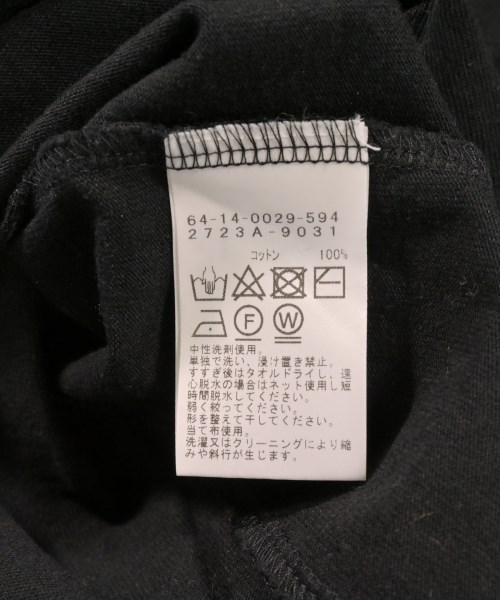 64-14-0029-594
2723A-9031
コットン 100%
F W
中性洗剤使用。
単独で洗い、浸け置き禁止。
すすぎ後はタオルドライし、遠
心脱水の場合はネット使用し短
時間脱水してください。
弱く絞ってください。
形を整えて干してください。
当て布使用。
洗濯又はクリーニングにより縮
みや斜行が生じます。